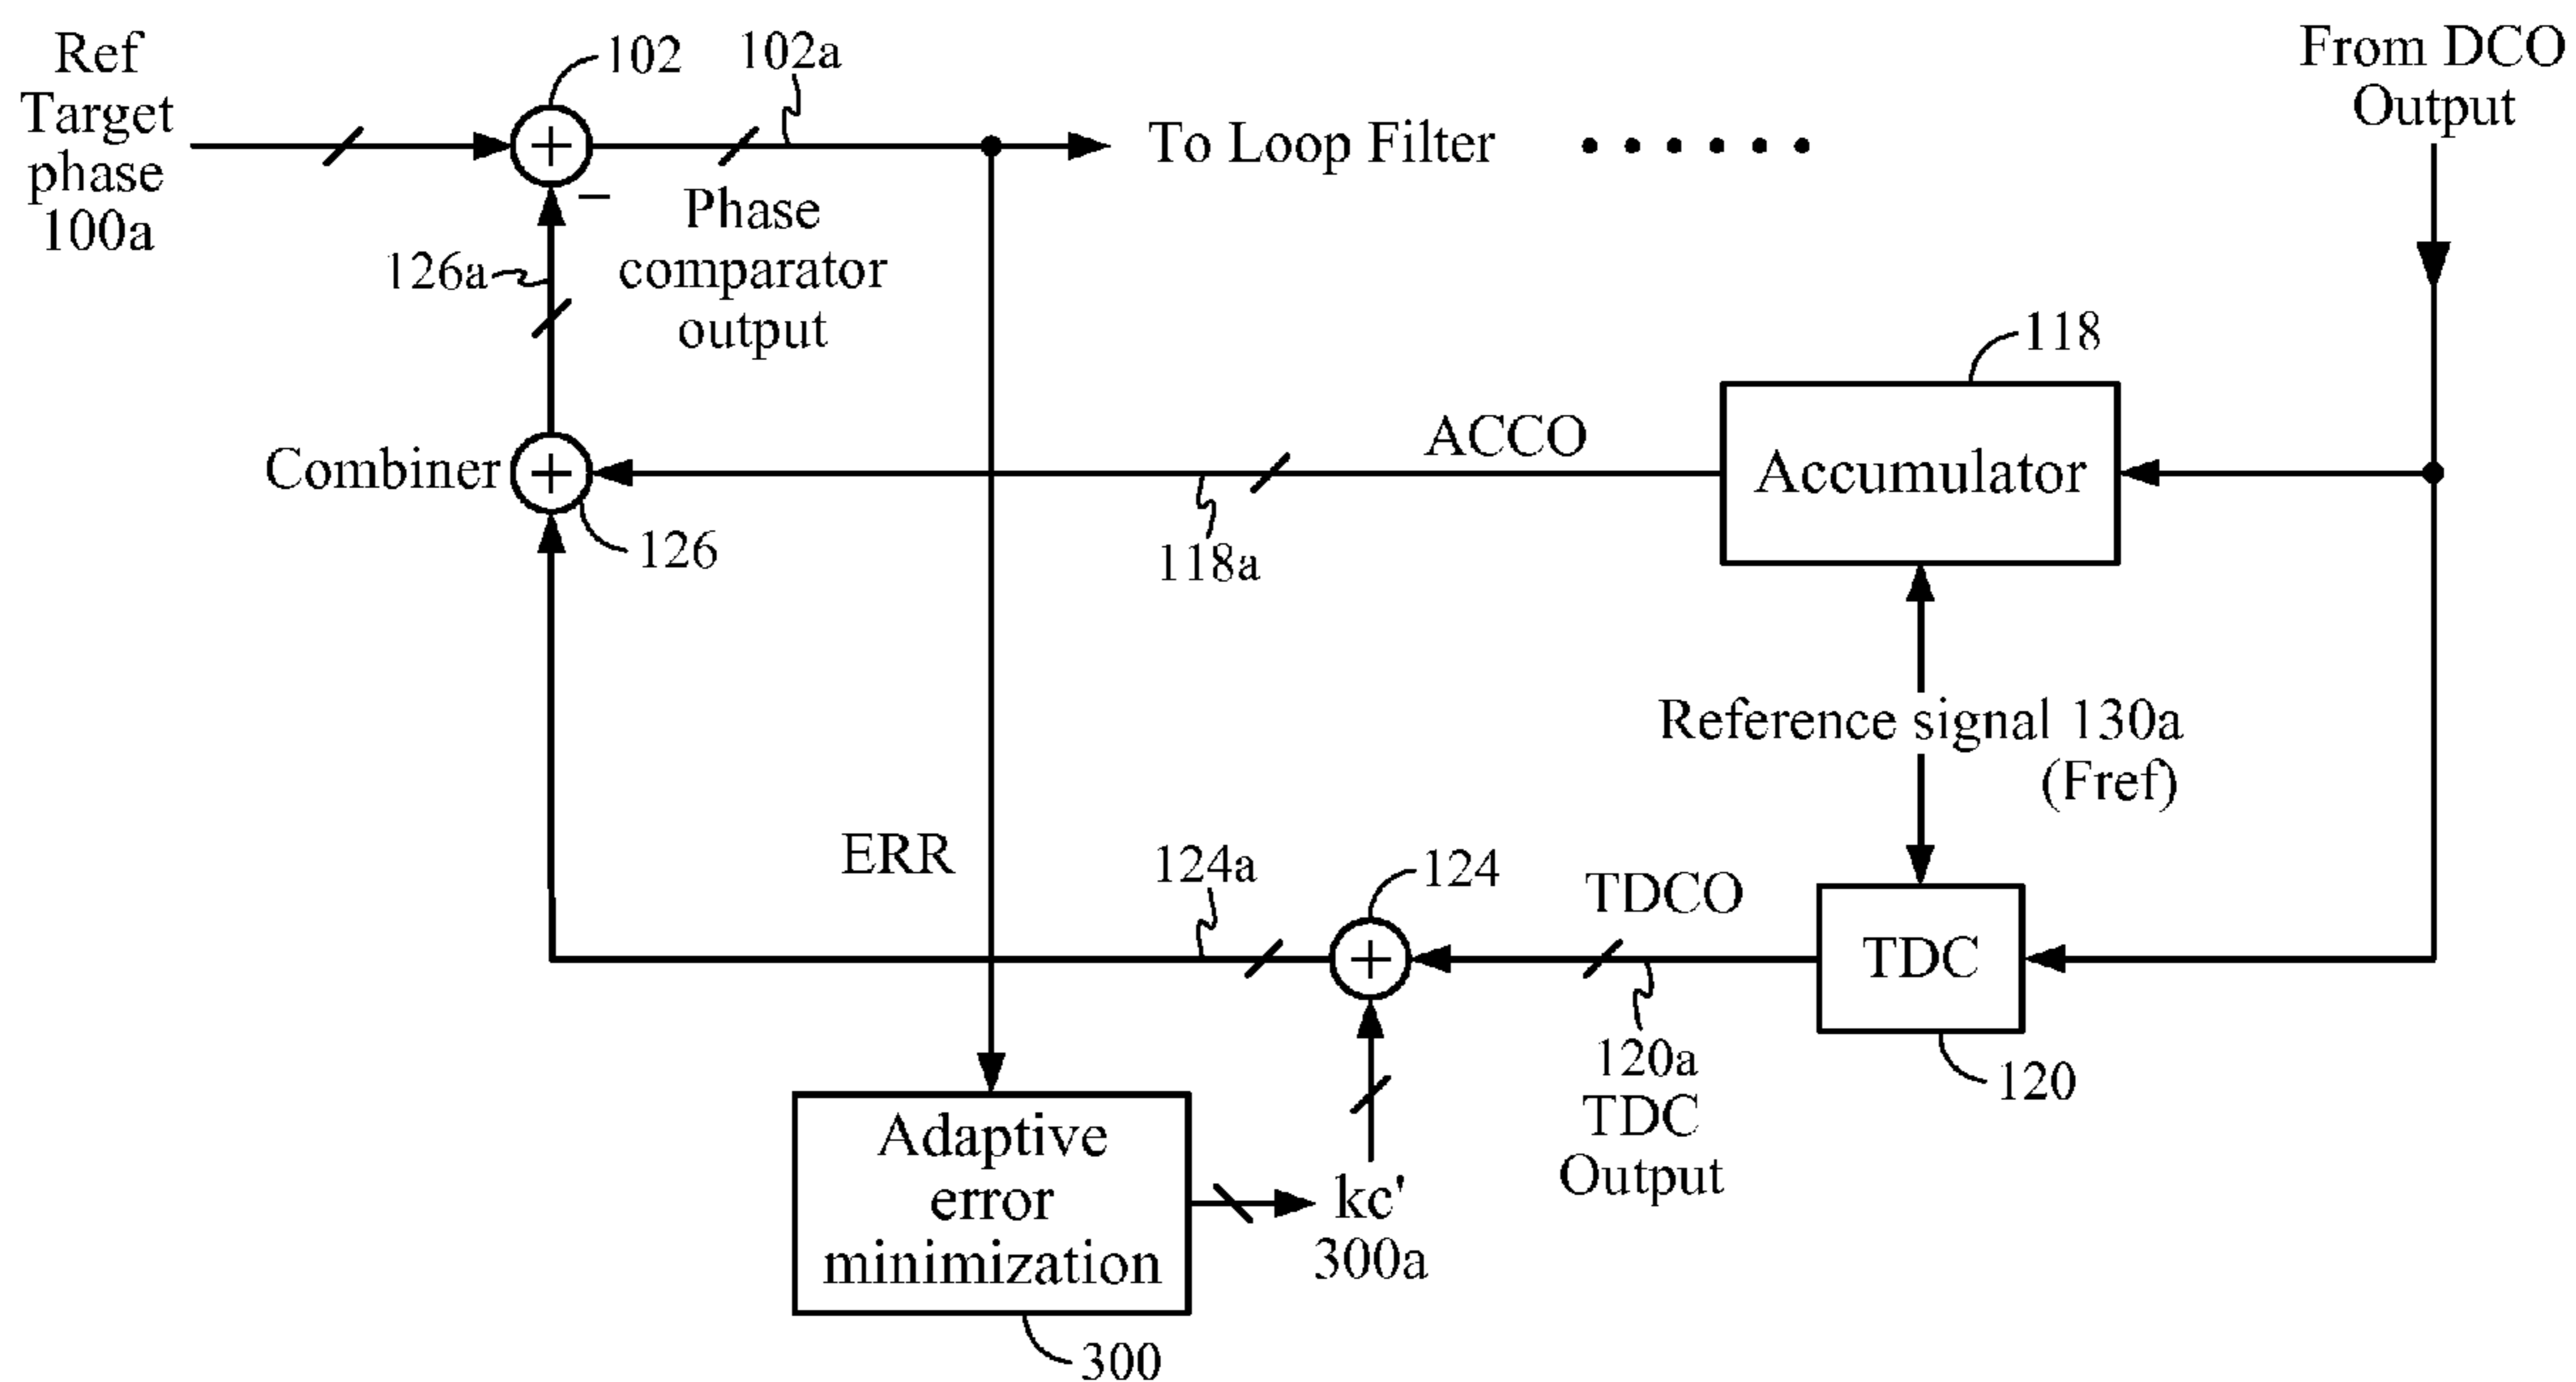 Ref
Target
phase
100a
102
102a
To Loop Filter
From DCO
Output
+
−
Phase
comparator
output
126a
118
ACCO
Accumulator
Combiner
+
126
118a
Reference signal 130a
(Fref)
ERR
124a
124
TDCO
+
TDC
120a
TDC
Output
120
Adaptive
error
minimization
kc'
300a
300